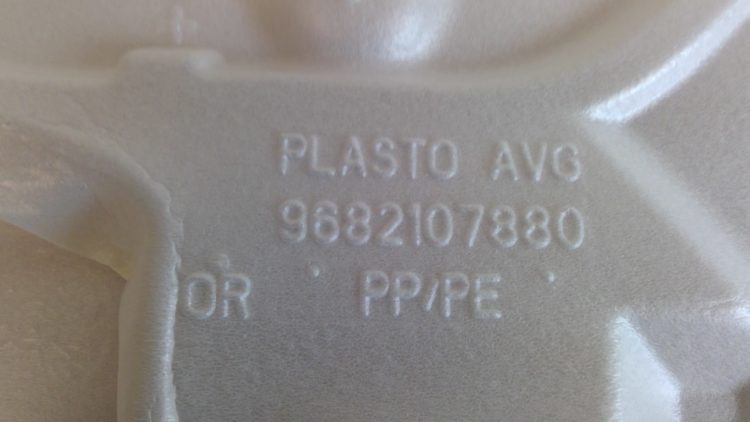 PLASTO AVG
9682107880
OR PP/PE